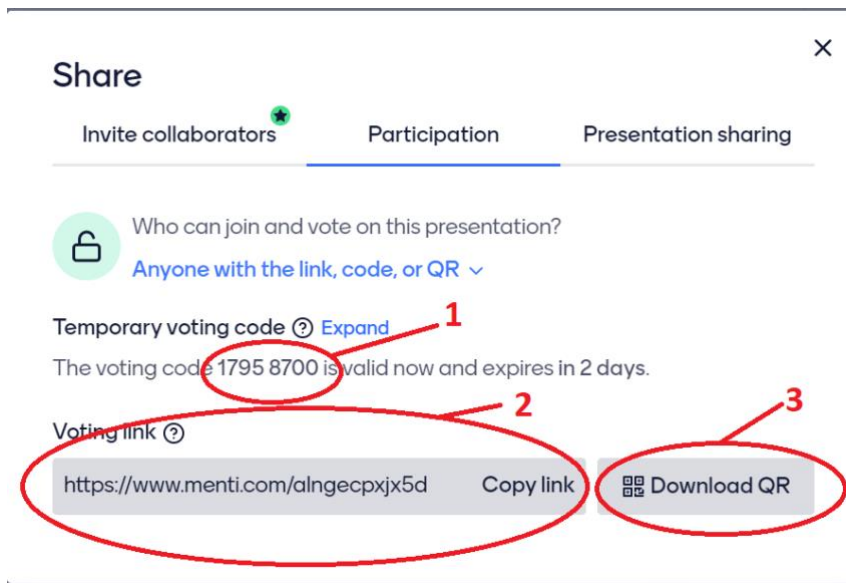 Share
Invite collaborators Participation Presentation sharing
Who can join and vote on this presentation?
Anyone with the link, code, or QR
1
Temporary voting code Expand
The voting code 1795 8700 is valid now and expires in 2 days.
2
3
Voting link
https://www.menti.com/alngecpxjx5d Copy link Download QR